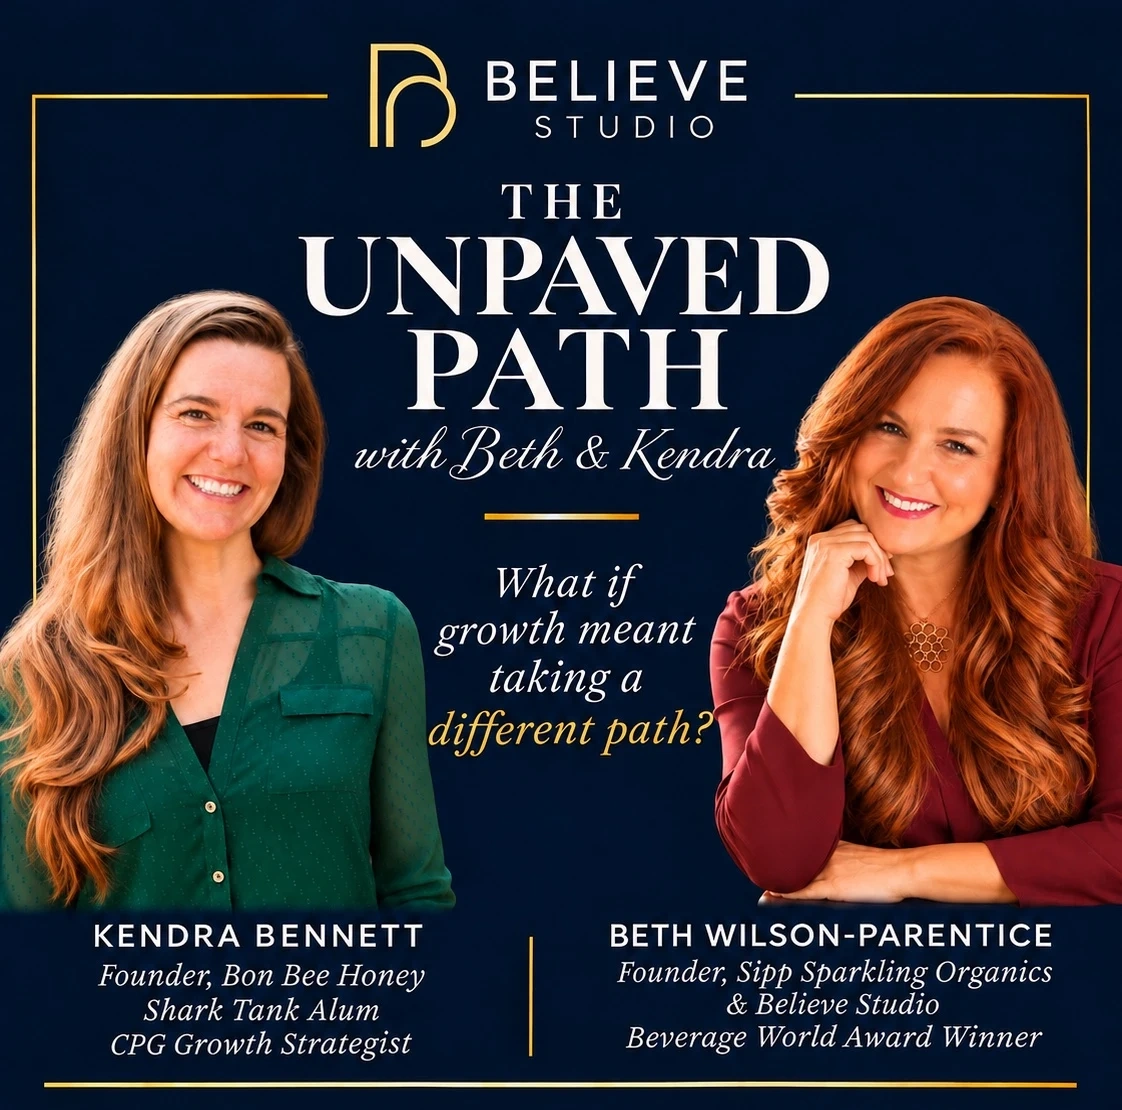 BELIEVE
STUDIO
THE
UNPAVED
PATH
with Beth & Kendra
What if
growth meant
taking a
different path?
KENDRA BENNETT
Founder, Bon Bee Honey
Shark Tank Alum
CPG Growth Strategist
BETH WILSON-PARENTICE
Founder, Sipp Sparkling Organics
& Believe Studio
Beverage World Award Winner